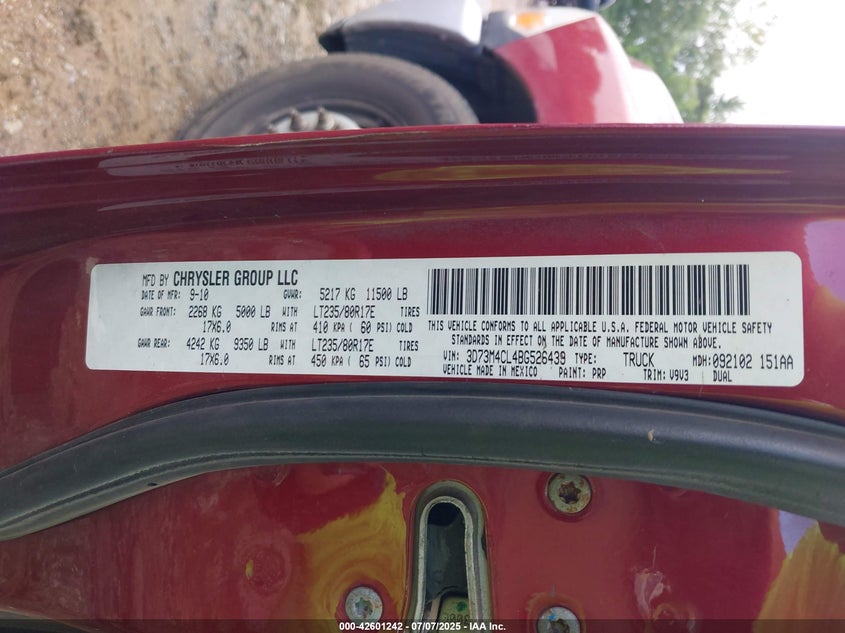 MFD BY CHRYSLER GROUP LLC
DATE OF MFR: 9-10 GVWR: 5217 KG 11500 LB
GAWR FRONT: 2268 KG 5000 LB WITH LT235/80R17E TIRES
17X6.0 RIMS AT 410 KPA ( 60 PSI) COLD
GAWR REAR: 4242 KG 9350 LB WITH LT235/80R17E TIRES
17X6.0 RIMS AT 450 KPA ( 65 PSI) COLD
THIS VEHICLE CONFORMS TO ALL APPLICABLE U.S.A. FEDERAL MOTOR VEHICLE SAFETY
STANDARDS IN EFFECT ON THE DATE OF MANUFACTURE SHOWN ABOVE.
VIN: 3D73M4CL4BG526439 TYPE: TRUCK MDH: 092102 151AA
VEHICLE MADE IN MEXICO PAINT: PRP TRIM: V9V3 DUAL
000-42601242 - 07/07/2025 - IAA Inc.